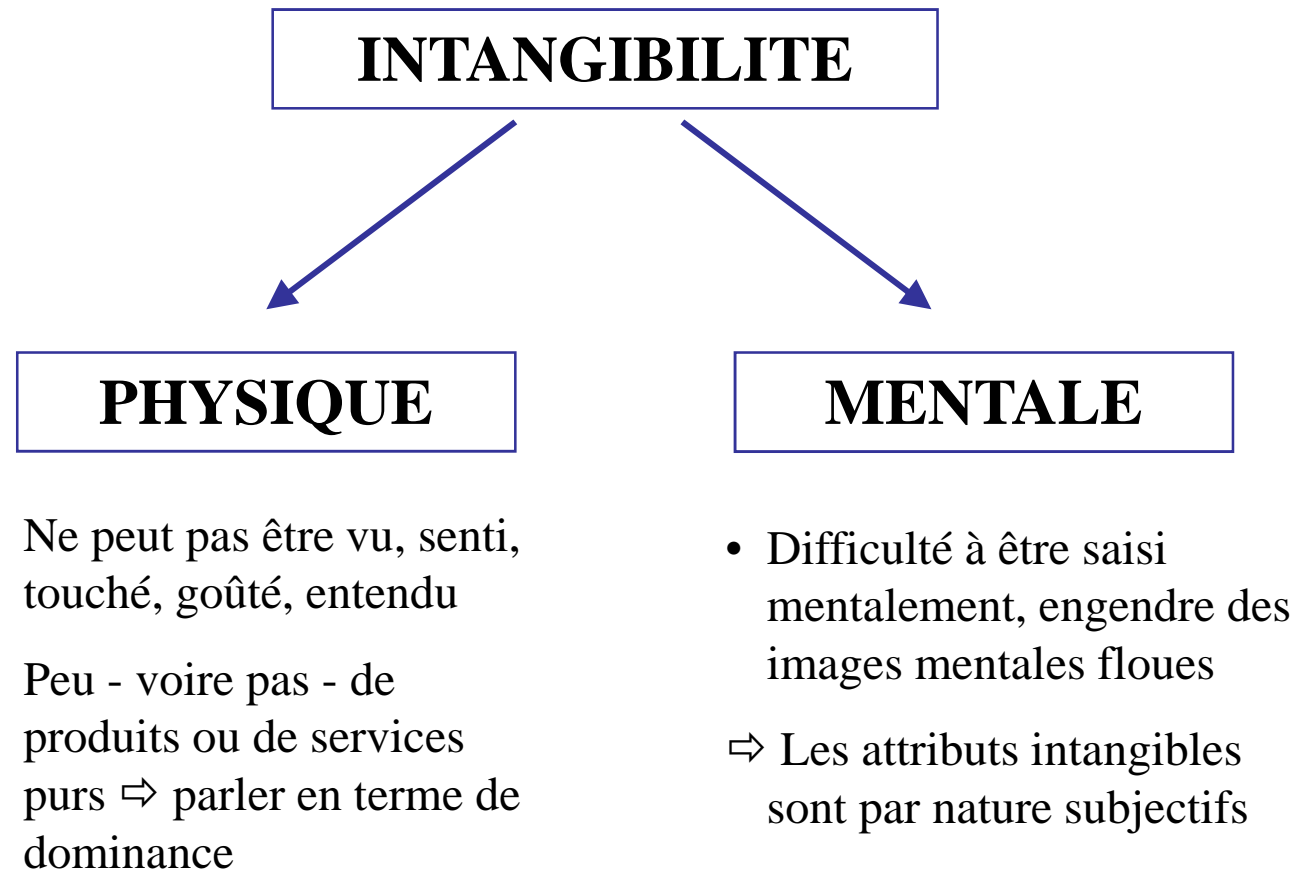 INTANGIBILITE
PHYSIQUE
Ne peut pas être vu, senti,
touché, goûté, entendu
Peu - voire pas - de
produits ou de services
purs ⇨ parler en terme de
dominance
MENTALE
• Difficulté à être saisi
mentalement, engendre des
images mentales floues
⇨ Les attributs intangibles
sont par nature subjectifs